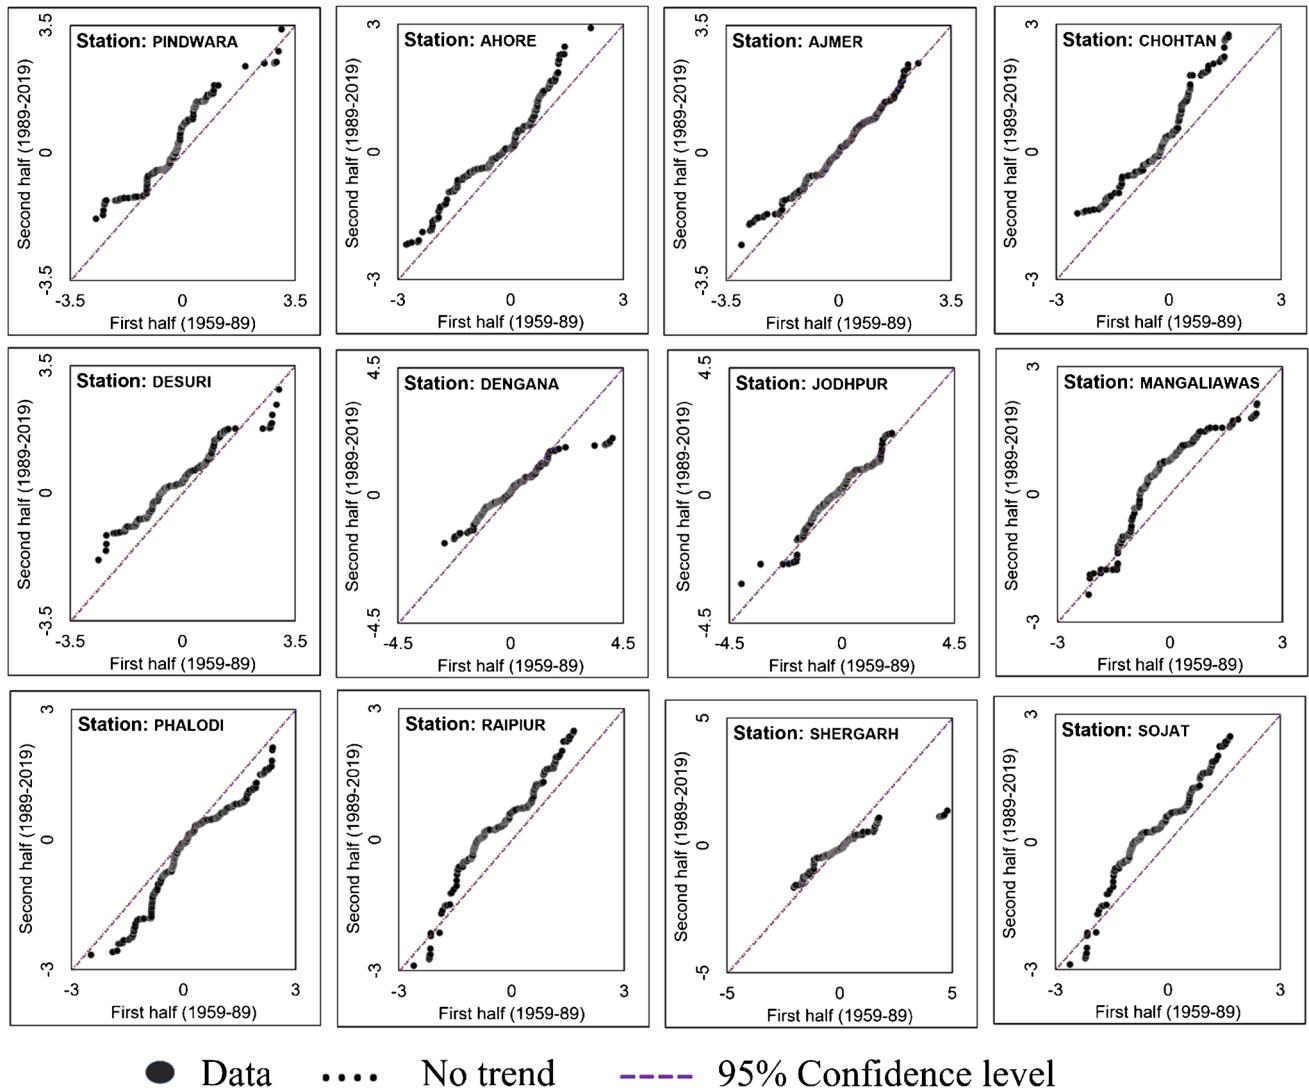 Station: PINDWARA
3.5
0
-3.5
Second half (1989-2019)
-3.5 0 3.5
First half (1959-89)
Station: AHORE
3
0
-3
Second half (1989-2019)
-3 0 3
First half (1959-89)
Station: AJMER
3.5
0
-3.5
Second half (1989-2019)
-3.5 0 3.5
First half (1959-89)
Station: CHOHTAN
3
0
-3
Second half (1989-2019)
-3 0 3
First half (1959-89)
Station: DESURI
3.5
0
-3.5
Second half (1989-2019)
-3.5 0 3.5
First half (1959-89)
Station: DENGANA
4.5
0
-4.5
Second half (1989-2019)
-4.5 0 4.5
First half (1959-89)
Station: JODHPUR
4.5
0
-4.5
Second half (1989-2019)
-4.5 0 4.5
First half (1959-89)
Station: MANGALIAWAS
3
0
-3
Second half (1989-2019)
-3 0 3
First half (1959-89)
Station: PHALODI
3
0
-3
Second half (1989-2019)
-3 0 3
First half (1959-89)
Station: RAIPIUR
3
0
-3
Second half (1989-2019)
-3 0 3
First half (1959-89)
Station: SHERGARH
5
0
-5
Second half (1989-2019)
-5 0 5
First half (1959-89)
Station: SOJAT
3
0
-3
Second half (1989-2019)
-3 0 3
First half (1959-89)
Data No trend 95% Confidence level